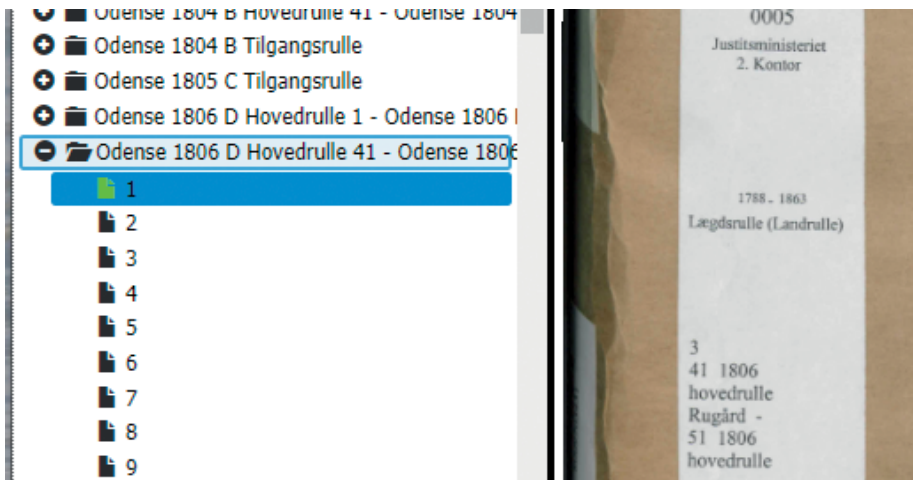 Odense 1804 B Hovedrulle 41 - Odense 1804
Odense 1804 B Tilgangsrulle
Odense 1805 C Tilgangsrulle
Odense 1806 D Hovedrulle 1 - Odense 1806
Odense 1806 D Hovedrulle 41 - Odense 1806
1
2
3
4
5
6
7
8
9
0005
Justitsministeriet
2. Kontor
1788 - 1863
Lægdsrulle (Landrulle)
3
41 1806
hovedrulle
Rugård -
51 1806
hovedrulle